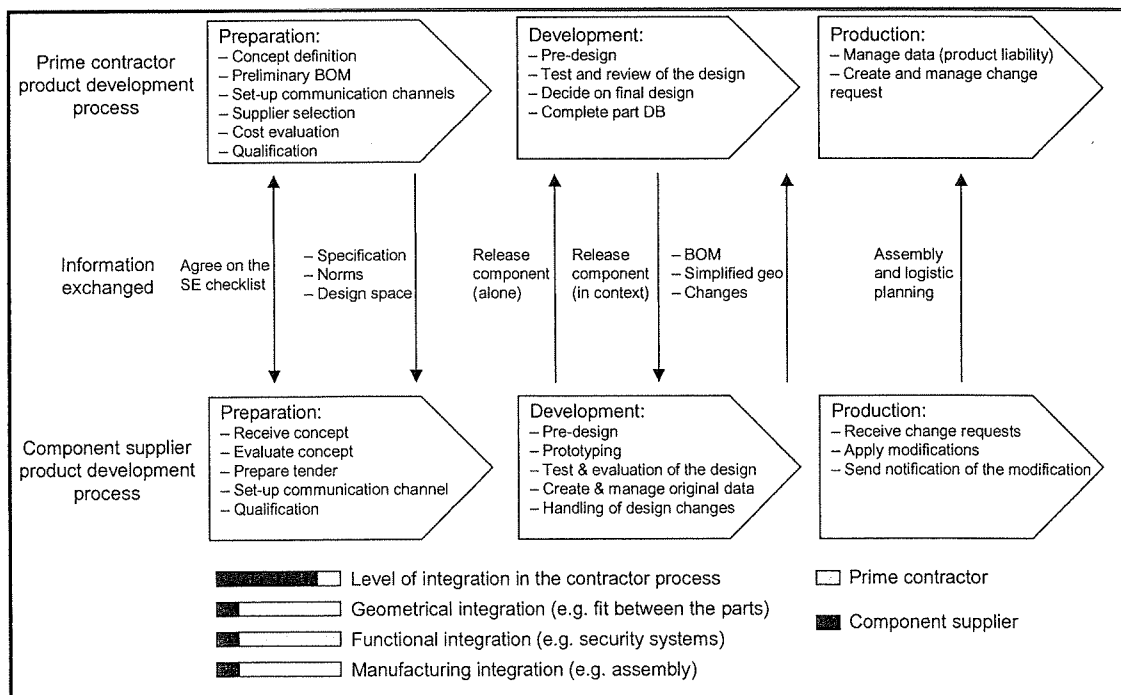 Prime contractor
product development
process
Preparation:
– Concept definition
– Preliminary BOM
– Set-up communication channels
– Supplier selection
– Cost evaluation
– Qualification
Development:
– Pre-design
– Test and review of the design
– Decide on final design
– Complete part DB
Production:
– Manage data (product liability)
– Create and manage change
request
Information
exchanged
Agree on the
SE checklist
– Specification
– Norms
– Design space
Release
component
(alone)
Release
component
(in context)
– BOM
– Simplified geo
– Changes
Assembly
and logistic
planning
Component supplier
product development
process
Preparation:
– Receive concept
– Evaluate concept
– Prepare tender
– Set-up communication channel
– Qualification
Development:
– Pre-design
– Prototyping
– Test & evaluation of the design
– Create & manage original data
– Handling of design changes
Production:
– Receive change requests
– Apply modifications
– Send notification of the modification
Level of integration in the contractor process
Geometrical integration (e.g. fit between the parts)
Functional integration (e.g. security systems)
Manufacturing integration (e.g. assembly)
Prime contractor
Component supplier